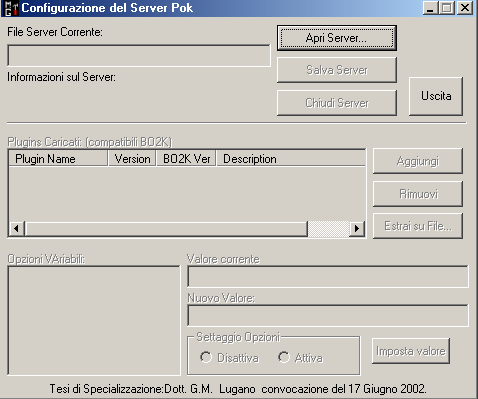 Configurazione del Server Pok
File Server Corrente:
Apri Server...
Informazioni sul Server:
Salva Server
Chiudi Server
Uscita
Plugins Caricati: (compatibili BO2K)
Plugin Name Version BO2K Ver Description
Aggiungi
Rimuovi
Estrai su File...
Opzioni VAriabili:
Valore corrente
Nuovo Valore:
Settaggio Opzioni
Disattiva Attiva
Imposta valore
Tesi di Specializzazione:Dott. G.M. Lugano convocazione del 17 Giugno 2002.